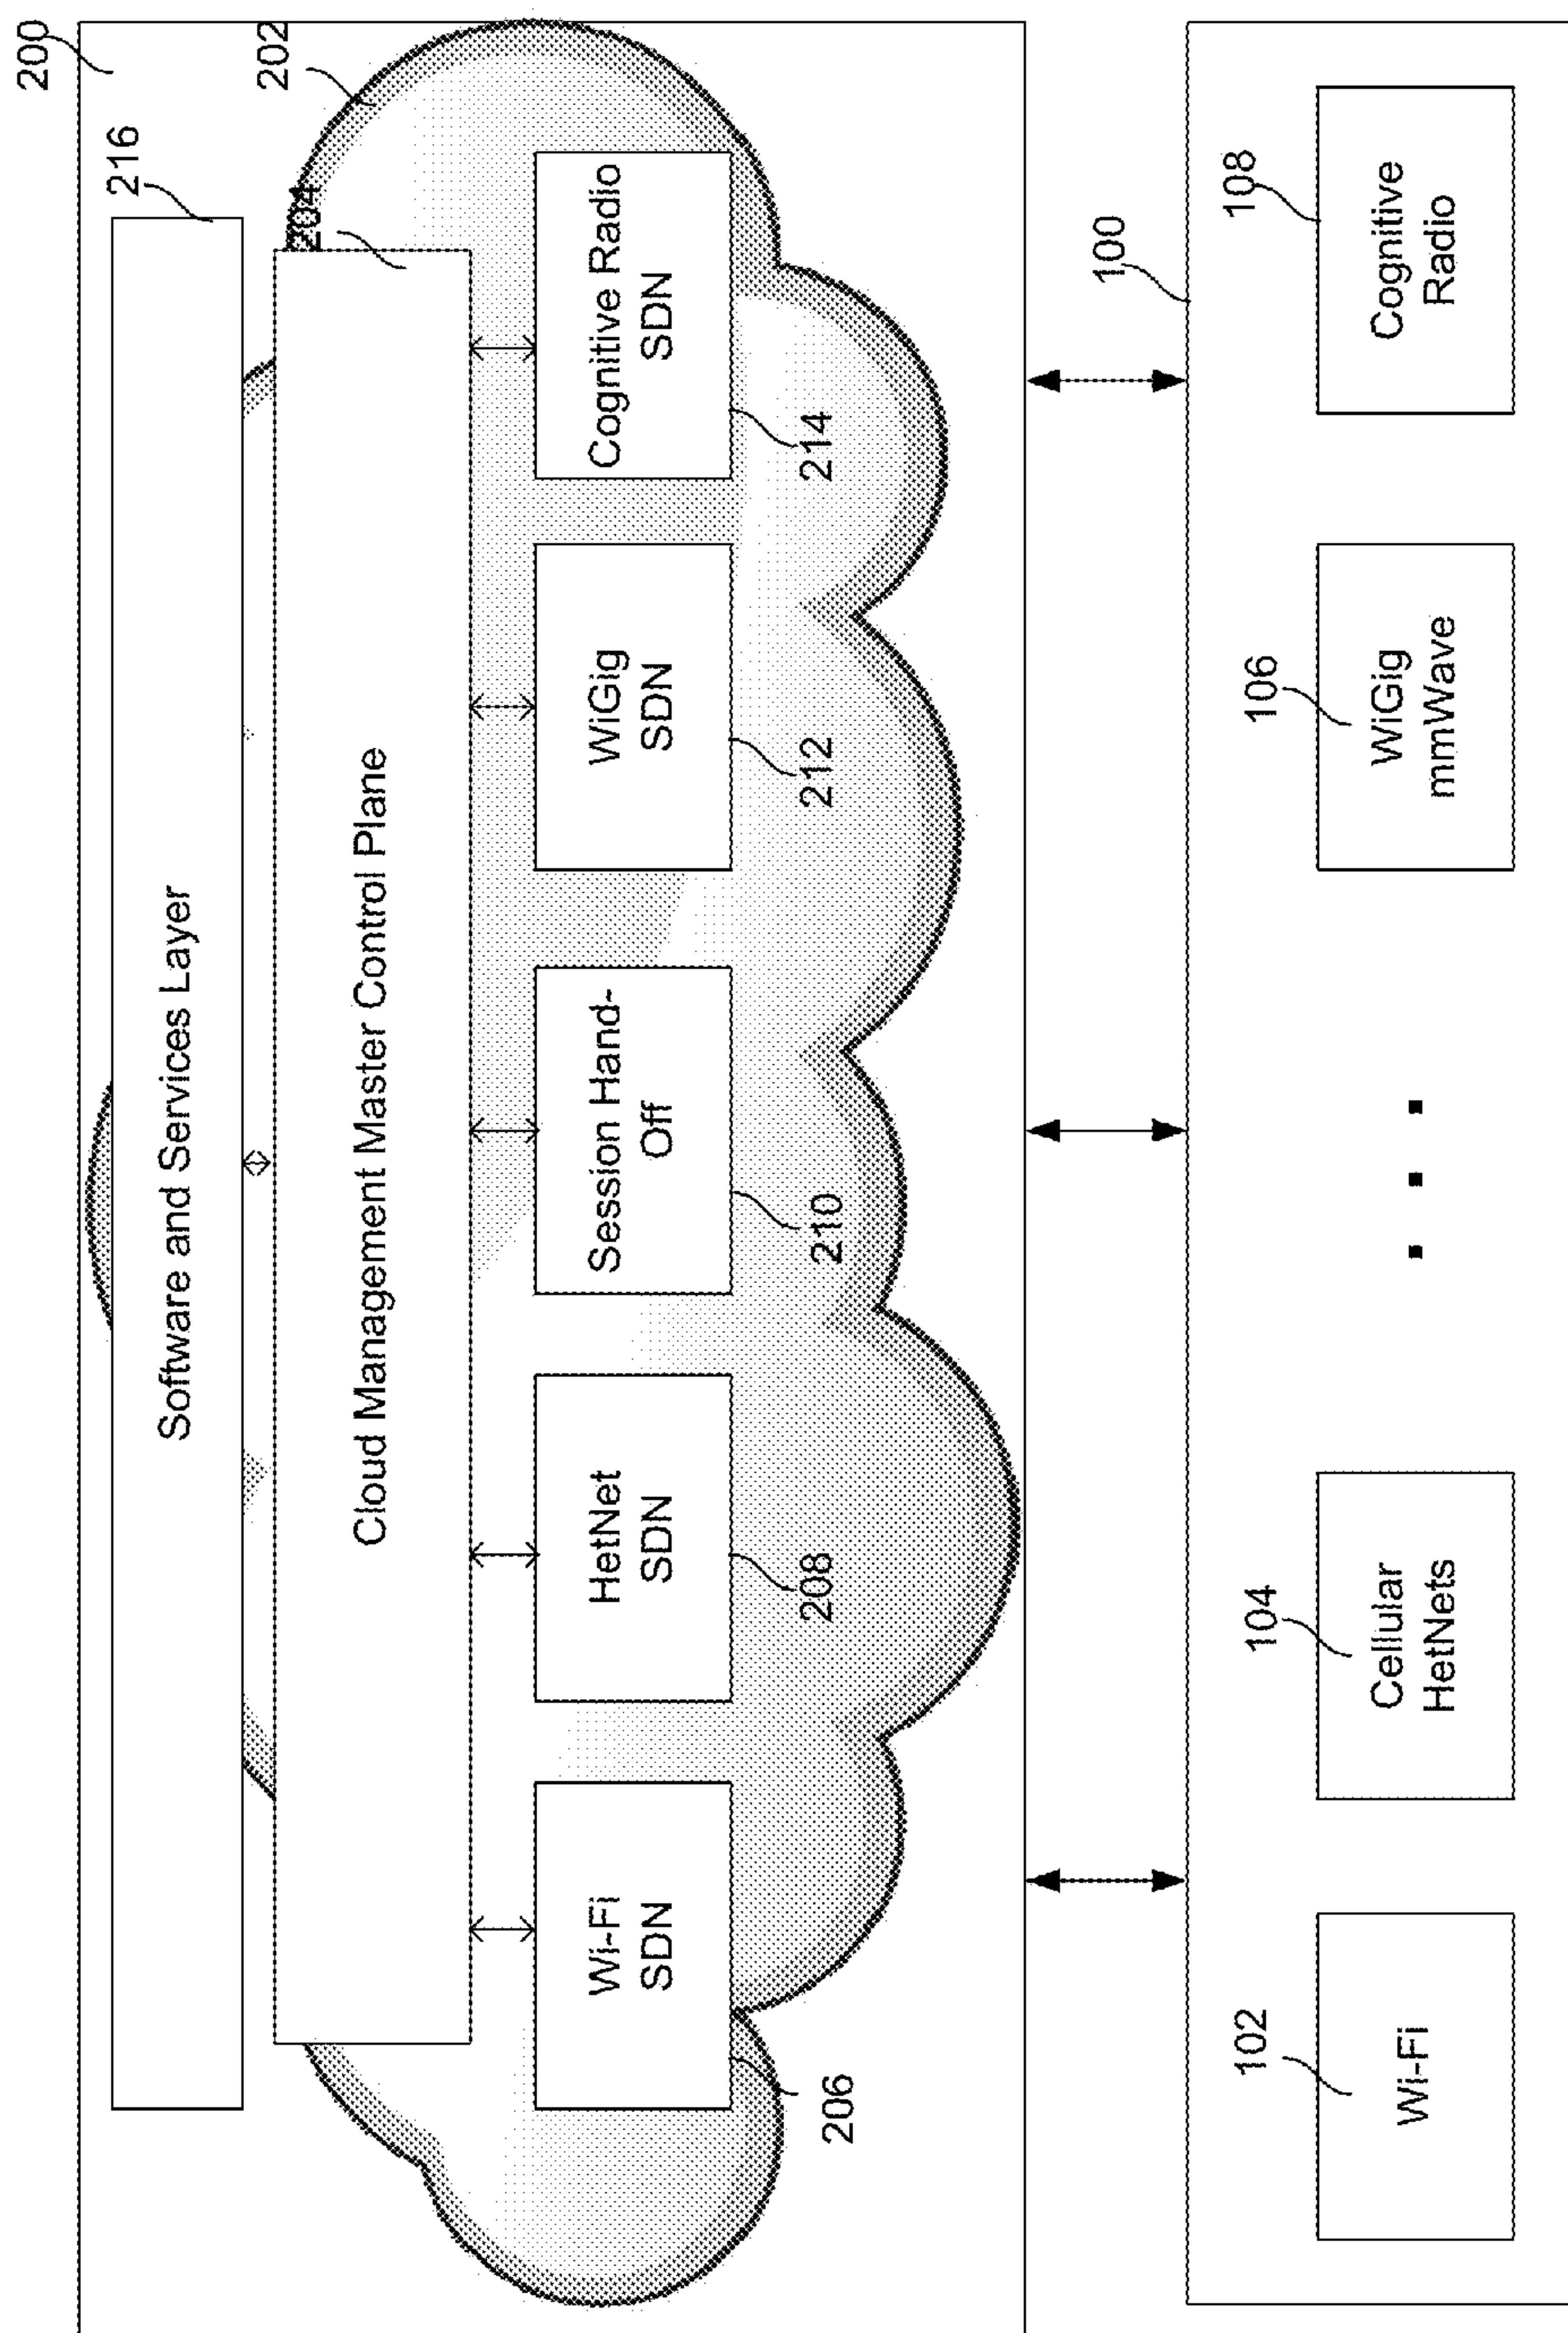 200
216
Software and Services Layer
202
204
Cloud Management Master Control Plane
Wi-Fi
SDN
206
HetNet
SDN
208
Session Hand-
Off
210
WiGig
SDN
212
Cognitive Radio
SDN
214
100
102
Wi-Fi
104
Cellular
HetNets
106
WiGig
mmWave
108
Cognitive
Radio